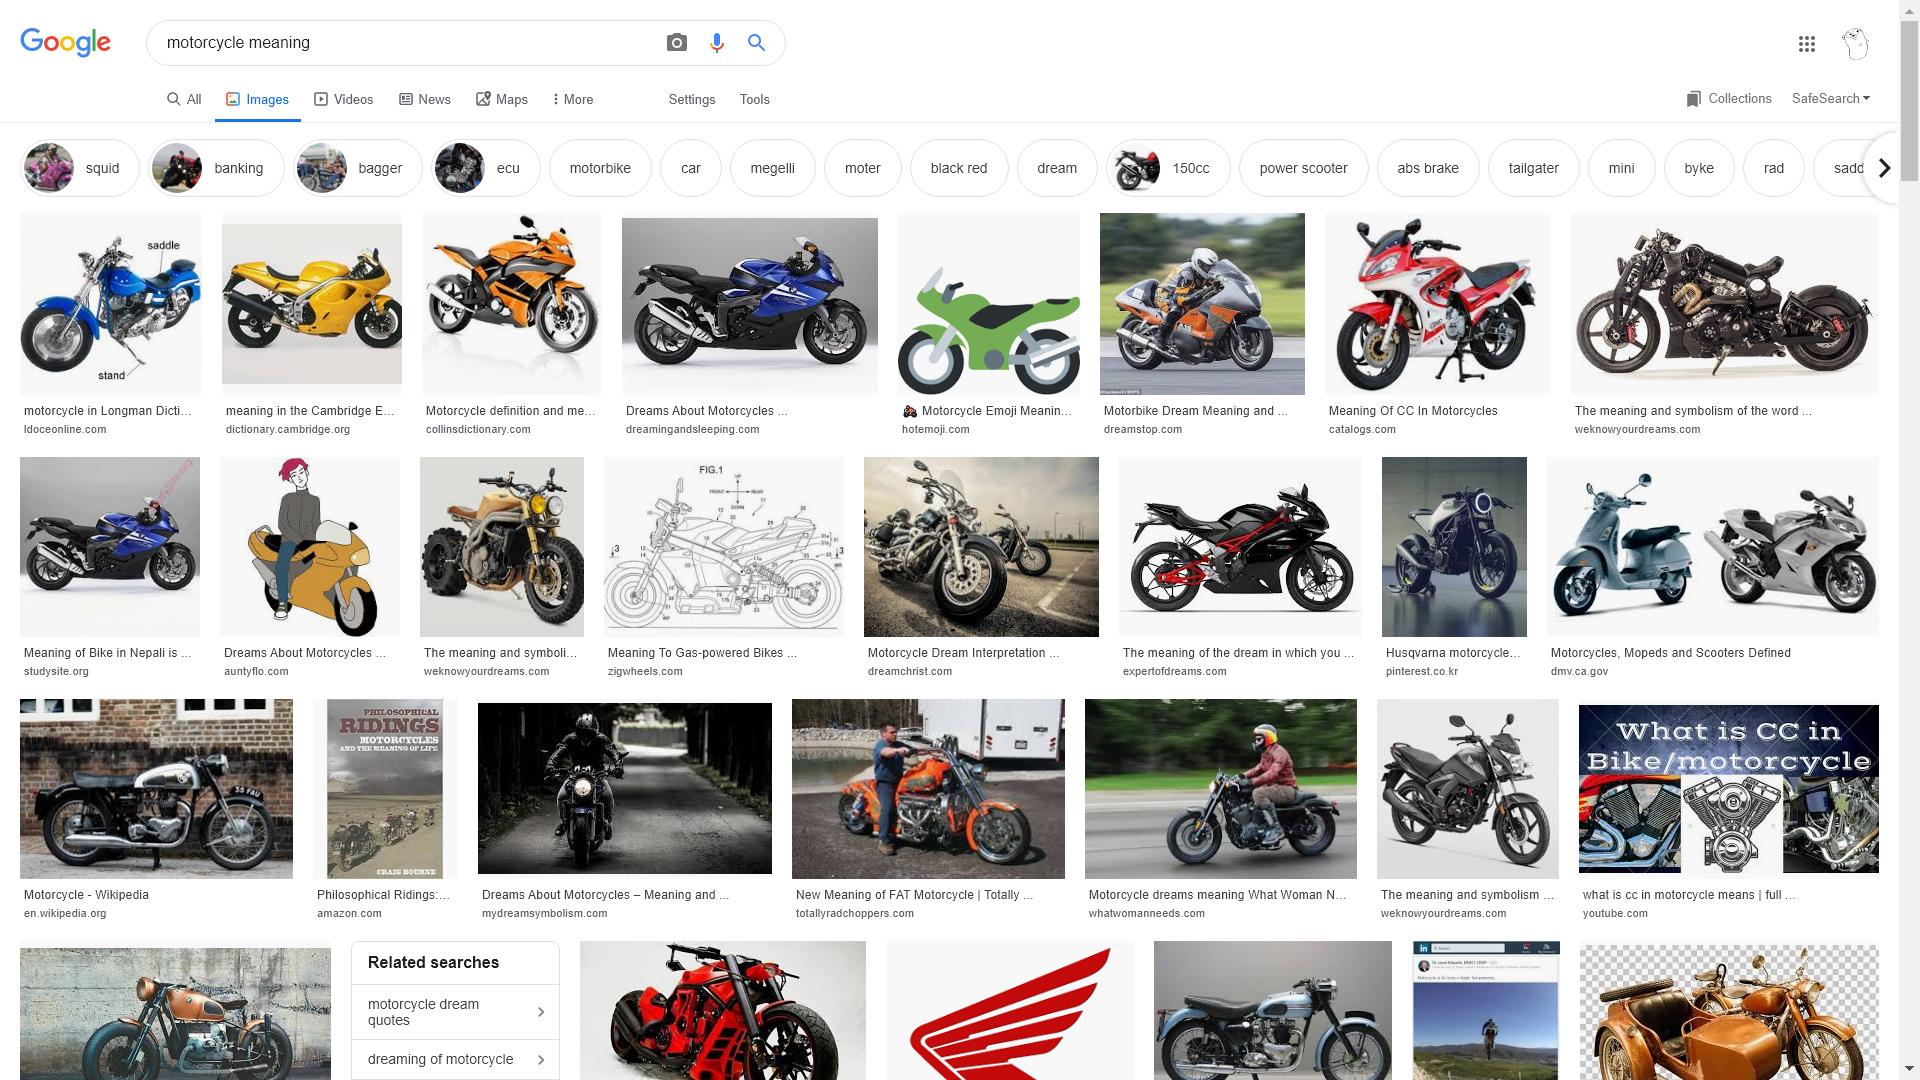 Google
motorcycle meaning
All
Images
Videos
News
Maps
More
Settings
Tools
Collections
SafeSearch
squid
banking
bagger
ecu
motorbike
car
megelli
moter
black red
dream
150cc
power scooter
abs brake
tailgater
mini
byke
rad
sadd
saddle
stand
motorcycle in Longman Dicti...
ldoceonline.com
meaning in the Cambridge E...
dictionary.cambridge.org
Motorcycle definition and me...
collinsdictionary.com
Dreams About Motorcycles ...
dreamingandsleeping.com
Motorcycle Emoji Meanin...
hotemoji.com
Motorbike Dream Meaning and ...
dreamstop.com
Meaning Of CC In Motorcycles
catalogs.com
The meaning and symbolism of the word ...
weknowyourdreams.com
FIG.1
FRONT
REAR
DOWN
Meaning of Bike in Nepali is ...
studysite.org
Dreams About Motorcycles ...
auntyflo.com
The meaning and symboli...
weknowyourdreams.com
Meaning To Gas-powered Bikes ...
zigwheels.com
Motorcycle Dream Interpretation ...
dreamchrist.com
The meaning of the dream in which you ...
expertofdreams.com
Husqvarna motorcycle...
pinterest.co.kr
Motorcycles, Mopeds and Scooters Defined
dmv.ca.gov
35 FAU
PHILOSOPHICAL
RIDINGS
MOTORCYCLES
AND THE MEANING OF LIFE
CRAIG BOURNE
What is CC in
Bike/motorcycle
Motorcycle - Wikipedia
en.wikipedia.org
Philosophical Ridings:...
amazon.com
Dreams About Motorcycles – Meaning and ...
mydreamsymbolism.com
New Meaning of FAT Motorcycle | Totally ...
totallyradchoppers.com
Motorcycle dreams meaning What Woman N...
whatwomanneeds.com
The meaning and symbolism ...
weknowyourdreams.com
what is cc in motorcycle means | full ...
youtube.com
Related searches
motorcycle dream
quotes
dreaming of motorcycle
in
Search